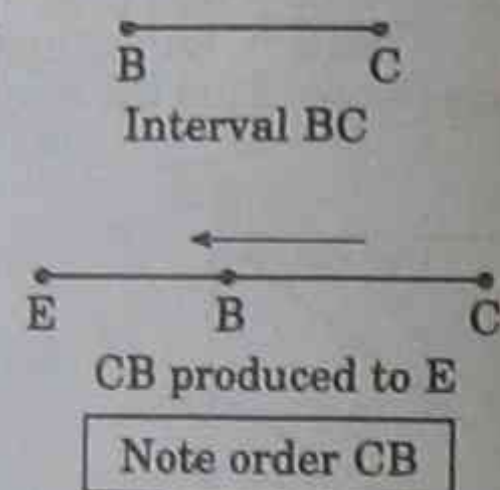 B C
Interval BC
E B C
CB produced to E
Note order CB